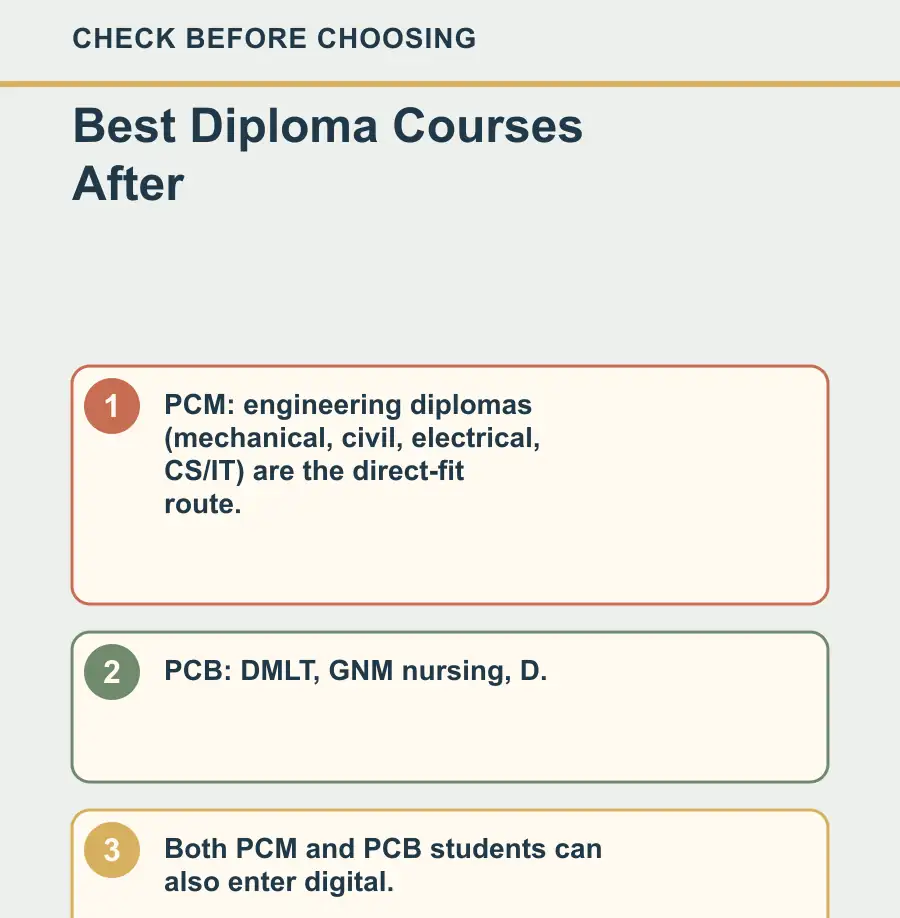 CHECK BEFORE CHOOSING
Best Diploma Courses
After
1
PCM: engineering diplomas
(mechanical, civil, electrical,
CS/IT) are the direct-fit
route.
2
PCB: DMLT, GNM nursing, D.
3
Both PCM and PCB students can
also enter digital.